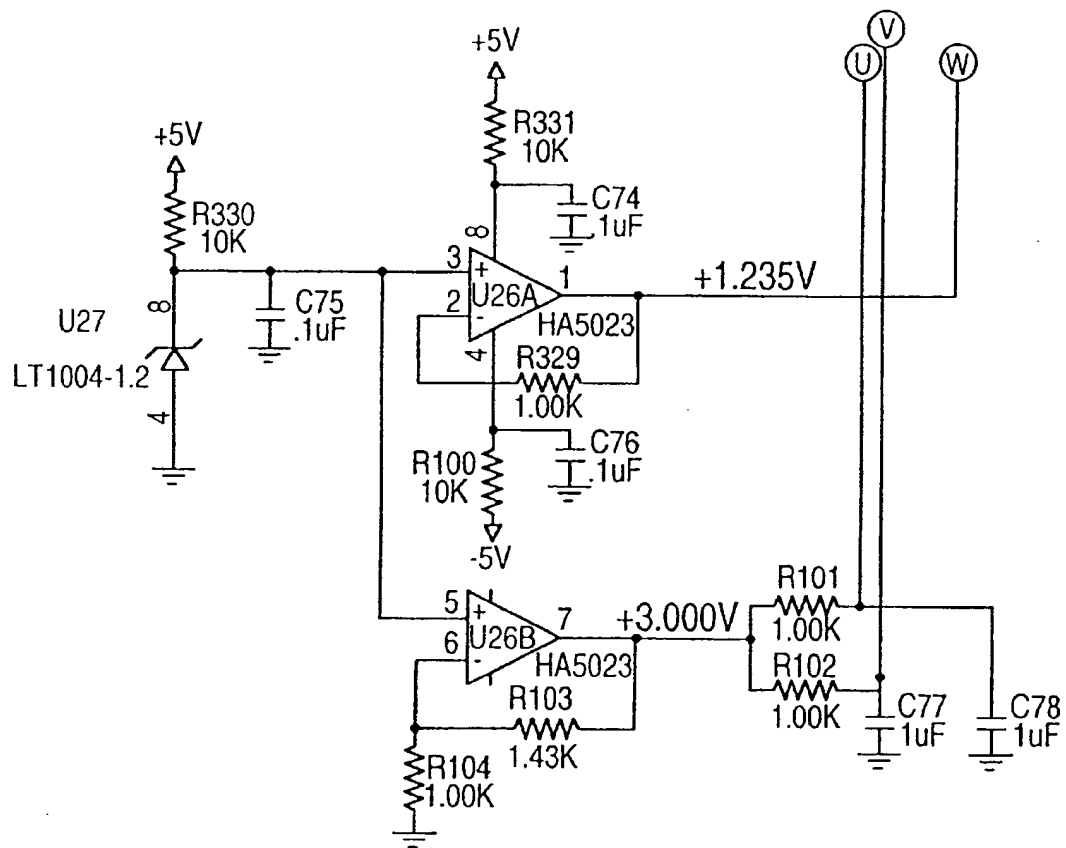 V
U
W
+5V
R331
10K
+5V
R330
10K
C74
.1uF
8
3
+
1
+1.235V
U26A
2
-
HA5023
8
U27
C75
.1uF
LT1004-1.2
4
R329
1.00K
4
C76
.1uF
R100
10K
-5V
5
+
7
+3.000V
U26B
6
-
HA5023
R101
1.00K
R102
1.00K
R103
1.43K
R104
1.00K
C77
.1uF
C78
.1uF